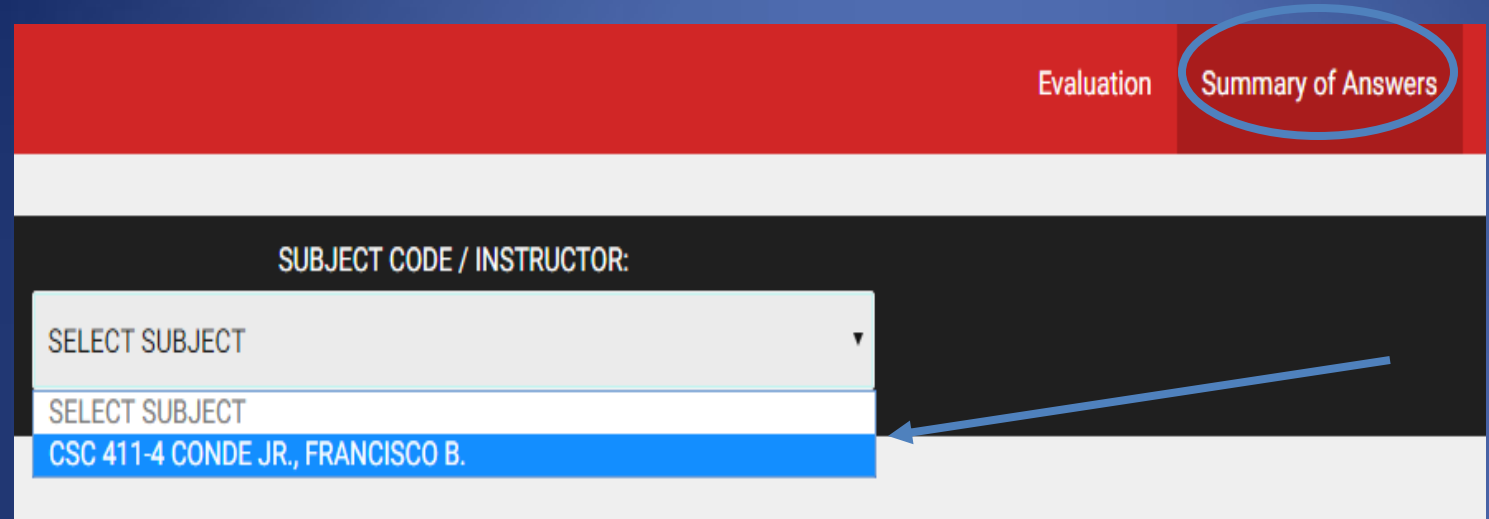 Evaluation Summary of Answers
SUBJECT CODE / INSTRUCTOR:
SELECT SUBJECT
SELECT SUBJECT
CSC 411-4 CONDE JR., FRANCISCO B.